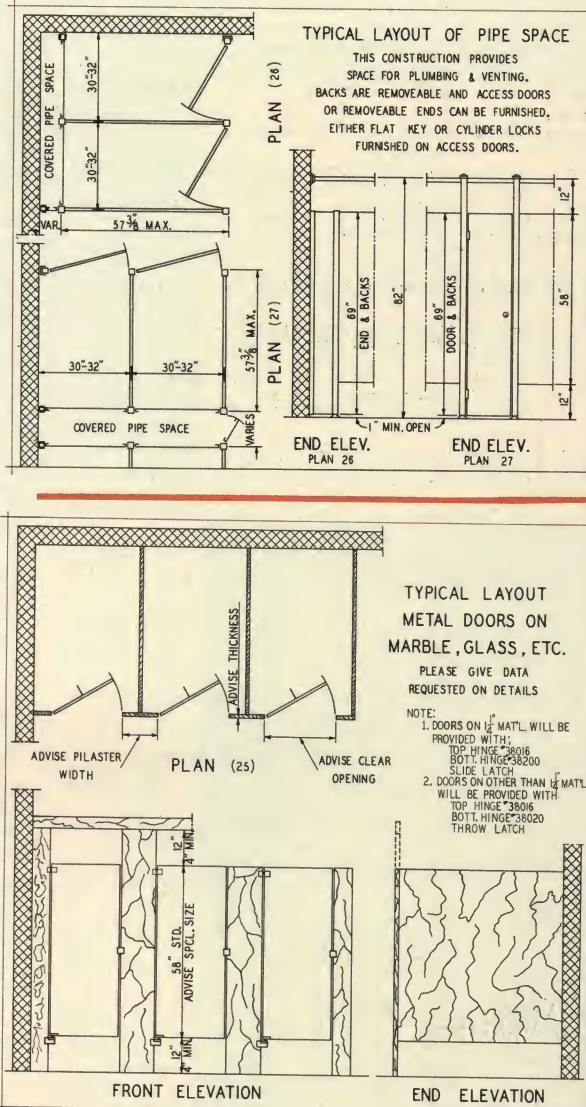 TYPICAL LAYOUT OF PIPE SPACE
THIS CONSTRUCTION PROVIDES
SPACE FOR PLUMBING & VENTING.
BACKS ARE REMOVEABLE AND ACCESS DOORS
OR REMOVEABLE ENDS CAN BE FURNISHED.
EITHER FLAT KEY OR CYLINDER LOCKS
FURNISHED ON ACCESS DOORS.
COVERED PIPE SPACE
30"-32"
30"-32"
PLAN (26)
VAR.
57 3/8" MAX.
30"-32"
30"-32"
57 3/8" MAX.
PLAN (27)
COVERED PIPE SPACE
VARIES
69"
END & BACKS
82"
69"
DOOR & BACKS
12"
58"
12"
1" MIN. OPEN
END ELEV.
PLAN 26
END ELEV.
PLAN 27
ADVISE THICKNESS
ADVISE PILASTER
WIDTH
PLAN (25)
ADVISE CLEAR
OPENING
TYPICAL LAYOUT
METAL DOORS ON
MARBLE, GLASS, ETC.
PLEASE GIVE DATA
REQUESTED ON DETAILS
NOTE:
1. DOORS ON 1 1/4" MAT'L. WILL BE
PROVIDED WITH:
TOP HINGE #38016
BOTT. HINGE #38200
SLIDE LATCH
2. DOORS ON OTHER THAN 1 1/4" MAT'L
WILL BE PROVIDED WITH
TOP HINGE #38016
BOTT. HINGE #38020
THROW LATCH
12"
4" MIN.
58" STD.
ADVISE SPCL. SIZE
12"
4" MIN.
FRONT ELEVATION
END ELEVATION